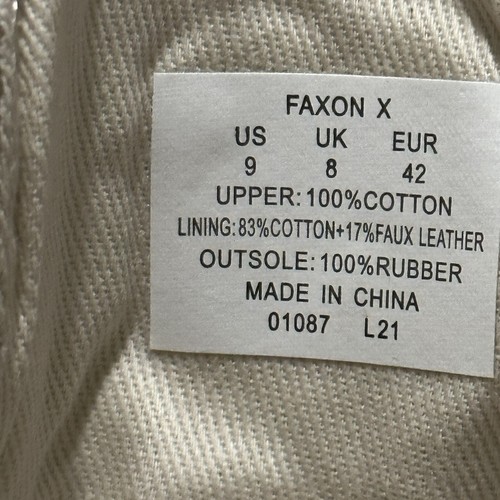 FAXON X
US UK EUR
9 8 42
UPPER:100%COTTON
LINING:83%COTTON+17%FAUX LEATHER
OUTSOLE:100%RUBBER
MADE IN CHINA
01087 L21